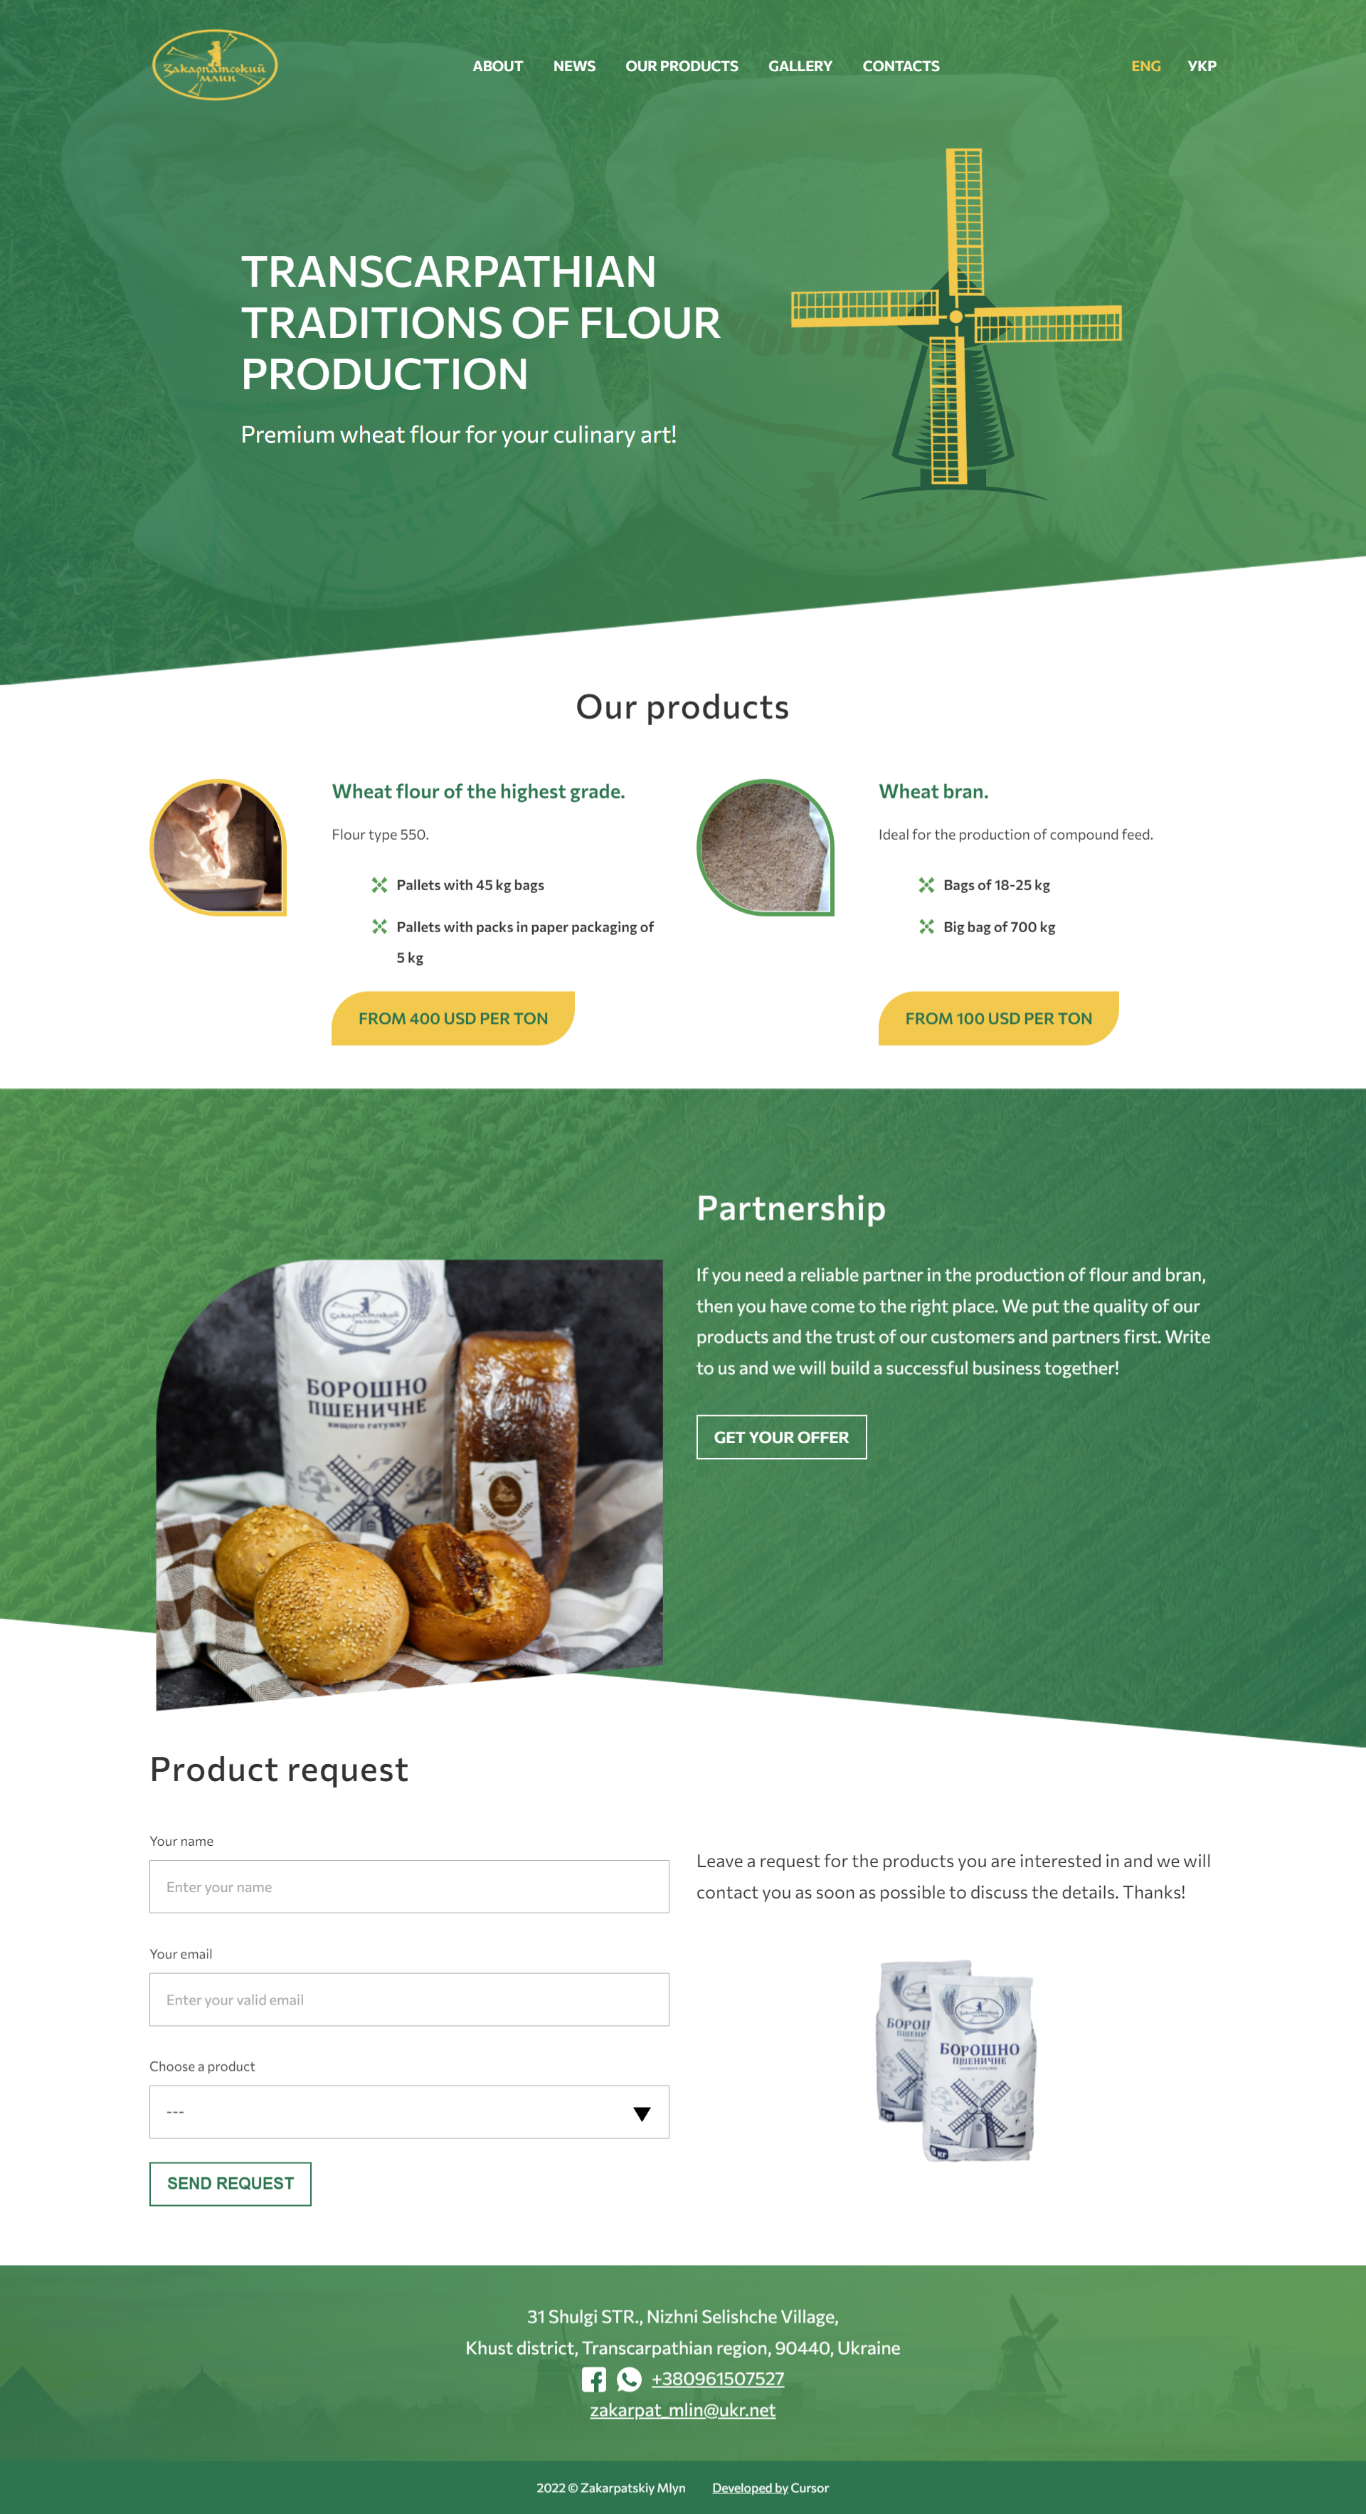 Закарпатський
млин
ABOUT NEWS OUR PRODUCTS GALLERY CONTACTS ENG УКР
TRANSCARPATHIAN
TRADITIONS OF FLOUR
PRODUCTION
Premium wheat flour for your culinary art!
Our products
Wheat flour of the highest grade.
Flour type 550.
Pallets with 45 kg bags
Pallets with packs in paper packaging of
5 kg
FROM 400 USD PER TON
Wheat bran.
Ideal for the production of compound feed.
Bags of 18-25 kg
Big bag of 700 kg
FROM 100 USD PER TON
Partnership
If you need a reliable partner in the production of flour and bran,
then you have come to the right place. We put the quality of our
products and the trust of our customers and partners first. Write
to us and we will build a successful business together!
GET YOUR OFFER
Закарпатський
млин
БОРОШНО
ПШЕНИЧНЕ
вищого гатунку
Product request
Your name
Enter your name
Your email
Enter your valid email
Choose a product
---
SEND REQUEST
Leave a request for the products you are interested in and we will
contact you as soon as possible to discuss the details. Thanks!
БОРОШНО
ПШЕНИЧНЕ
31 Shulgi STR., Nizhni Selishche Village,
Khust district, Transcarpathian region, 90440, Ukraine
+380961507527
zakarpat_mlin@ukr.net
2022 © Zakarpatskiy Mlyn Developed by Cursor